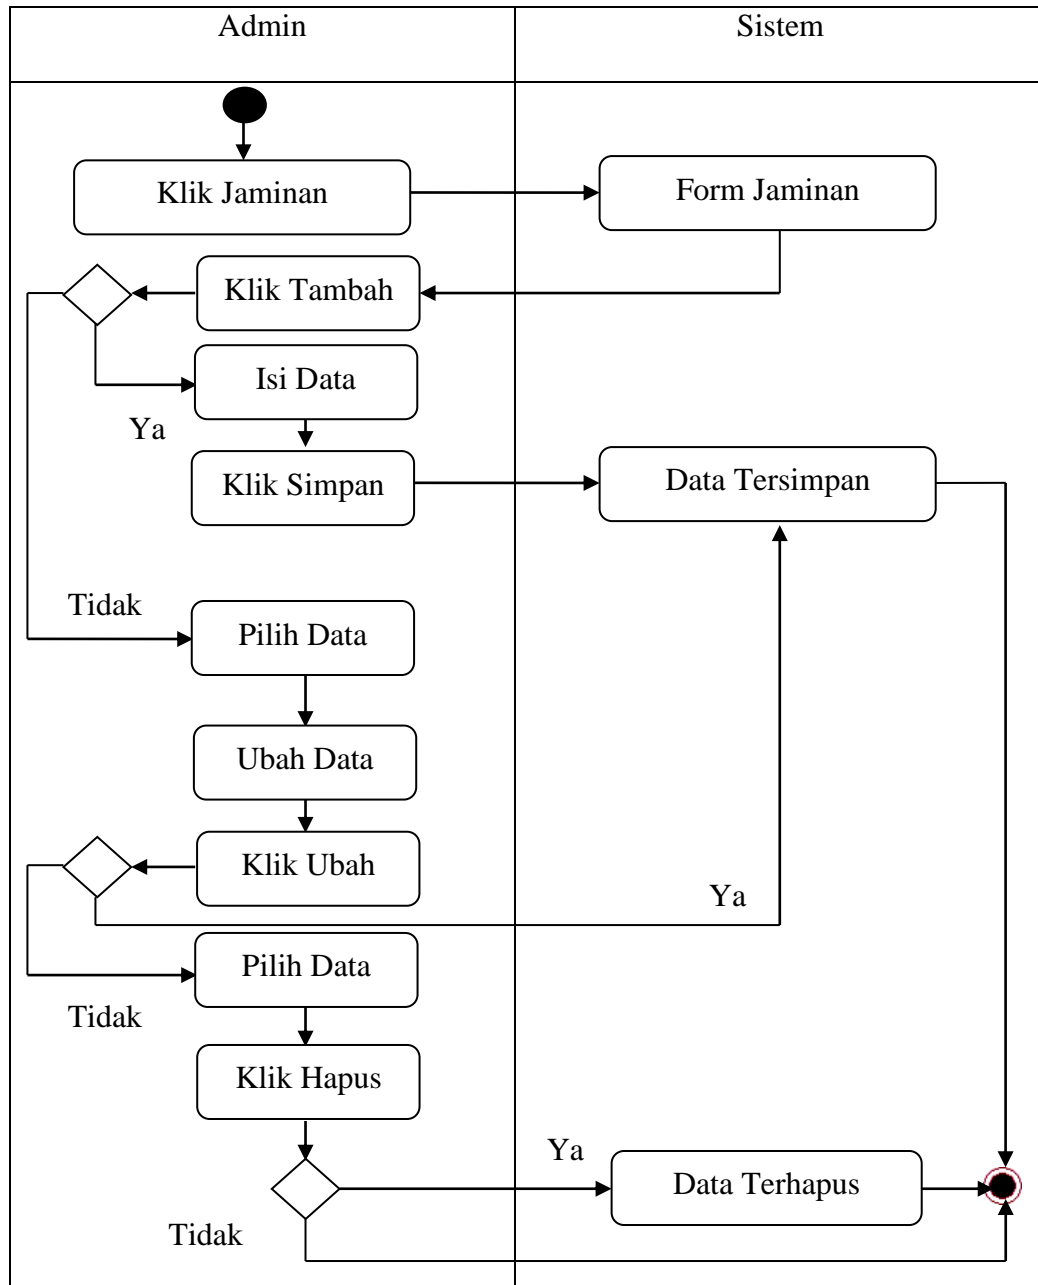 Admin
Sistem
Klik Jaminan
Form Jaminan
Klik Tambah
Isi Data
Ya
Klik Simpan
Data Tersimpan
Tidak
Pilih Data
Ubah Data
Klik Ubah
Ya
Pilih Data
Tidak
Klik Hapus
Ya
Data Terhapus
Tidak